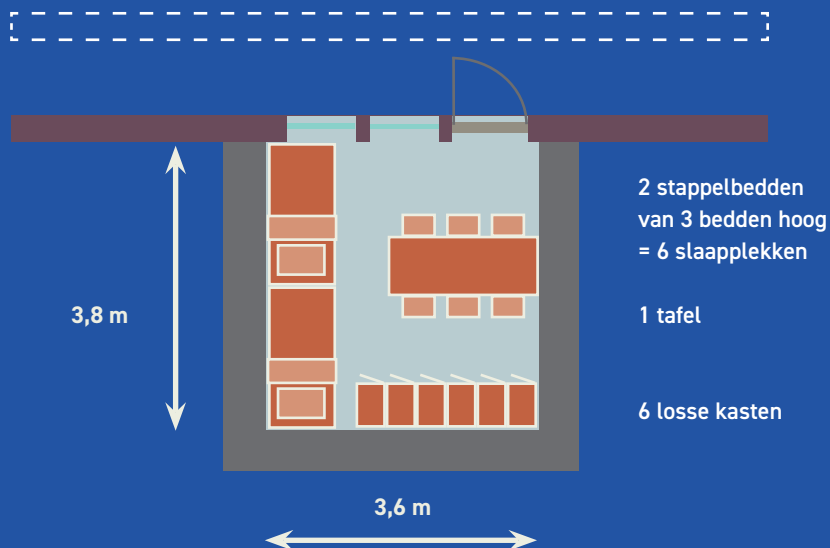 2 stappelbedden
van 3 bedden hoog
= 6 slaapplekken
3,8 m
1 tafel
6 losse kasten
3,6 m